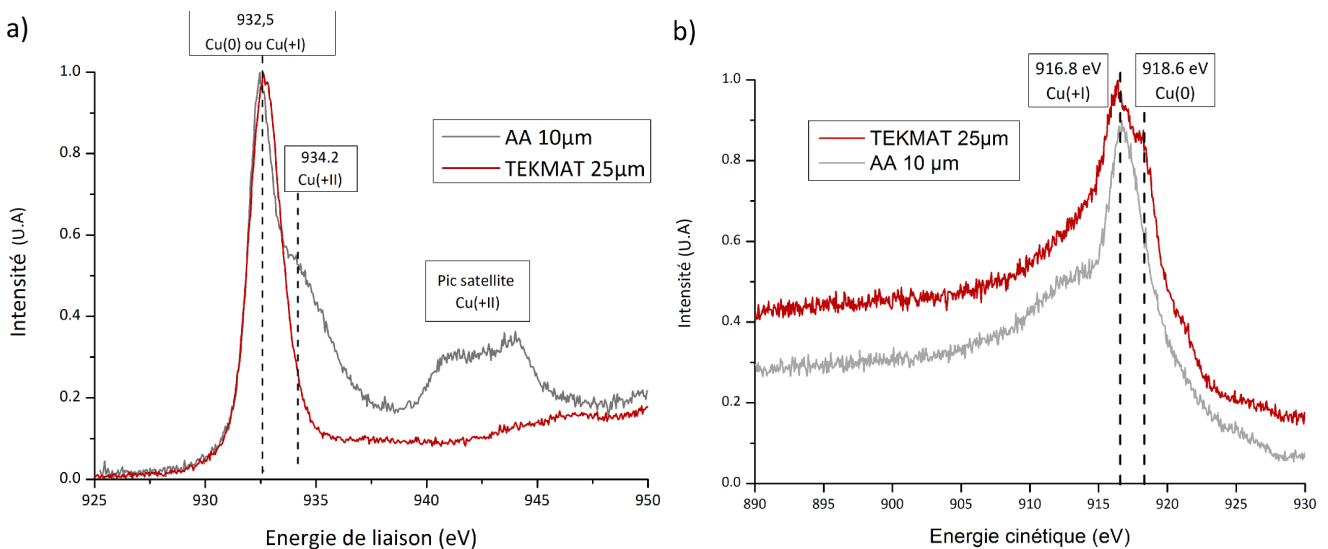 a)
932,5
Cu(0) ou Cu(+I)
AA 10µm
TEKMAT 25µm
934.2
Cu(+II)
Pic satellite
Cu(+II)
Intensité (U.A)
1.0
0.8
0.6
0.4
0.2
0.0
925
930
935
940
945
950
Energie de liaison (eV)
b)
916.8 eV
Cu(+I)
918.6 eV
Cu(0)
TEKMAT 25µm
AA 10 µm
Intensité (U.A)
1.0
0.8
0.6
0.4
0.2
0.0
890
895
900
905
910
915
920
925
930
Energie cinétique (eV)